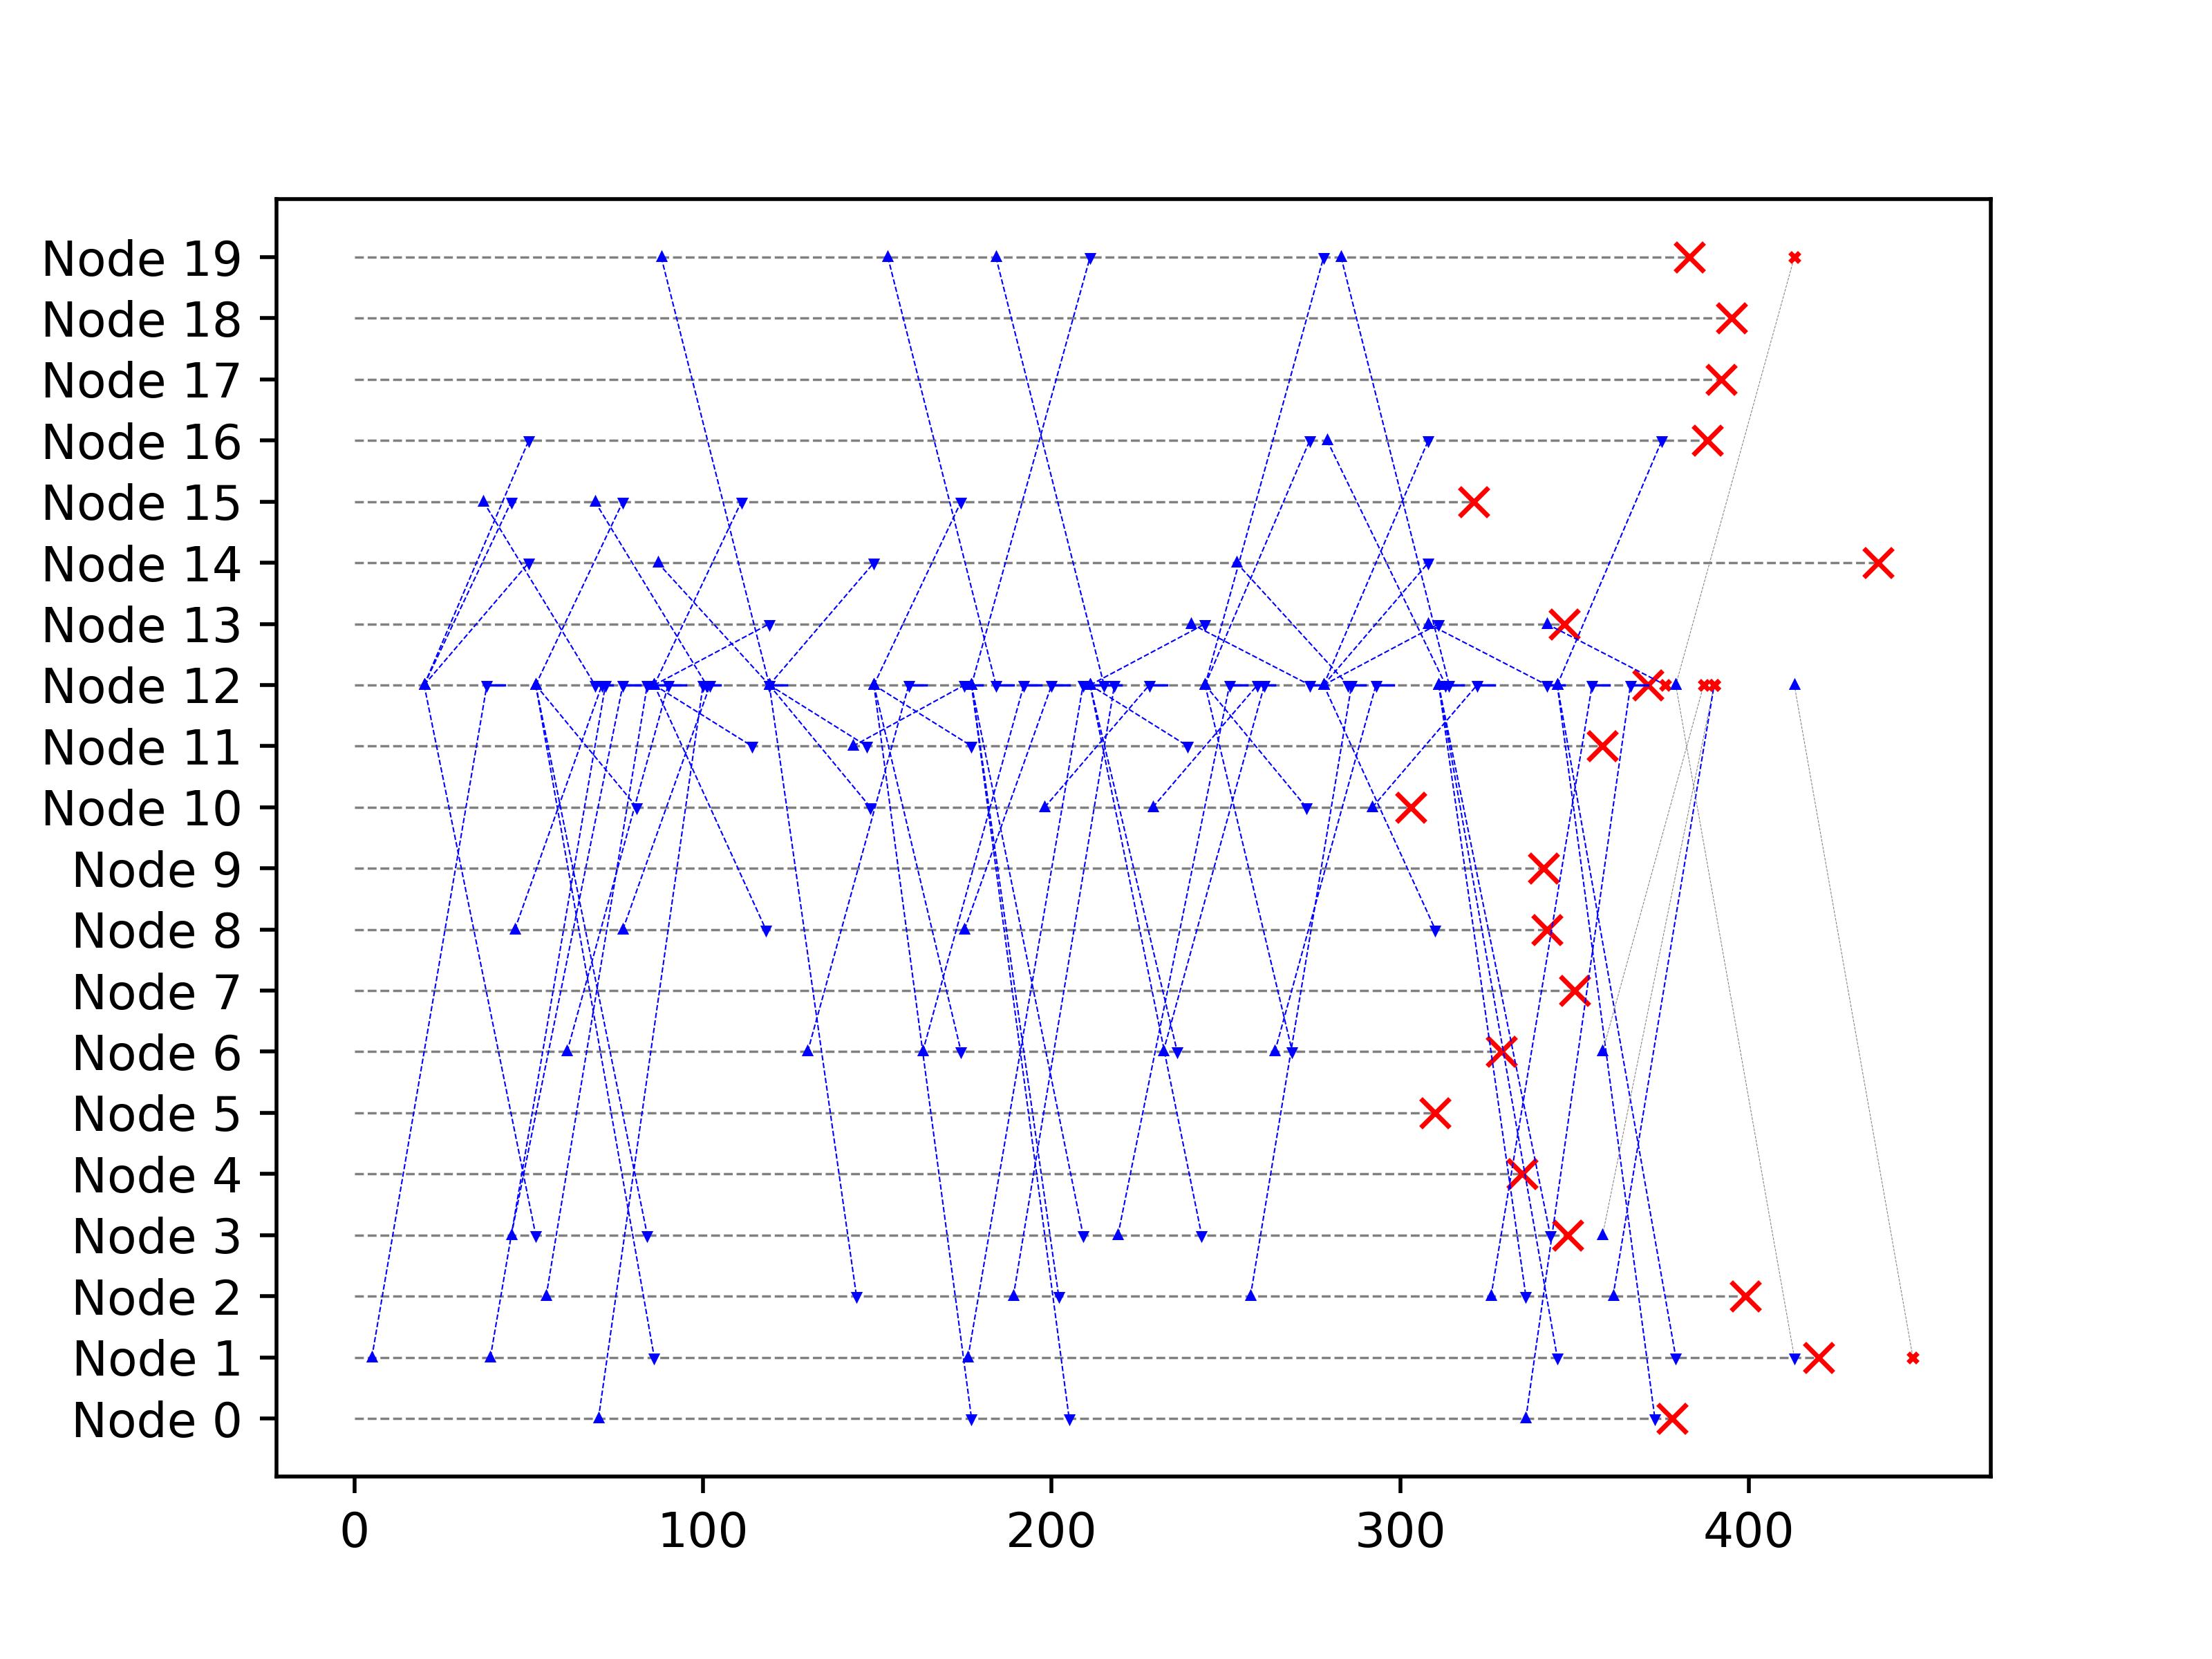 Node 19
Node 18
Node 17
Node 16
Node 15
Node 14
Node 13
Node 12
Node 11
Node 10
Node 9
Node 8
Node 7
Node 6
Node 5
Node 4
Node 3
Node 2
Node 1
Node 0
0 100 200 300 400